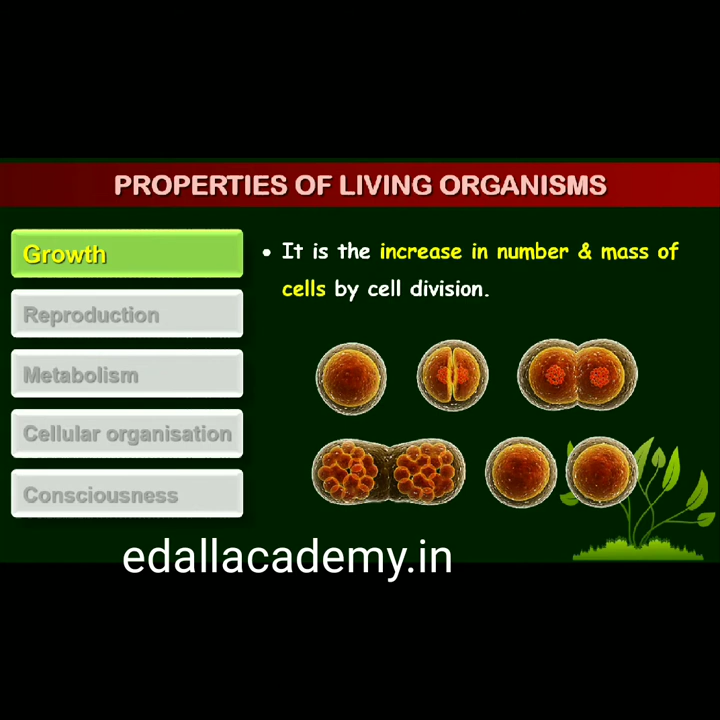 PROPERTIES OF LIVING ORGANISMS
Growth
Reproduction
Metabolism
Cellular organisation
Consciousness
• It is the increase in number & mass of
cells by cell division.
edallacademy.in